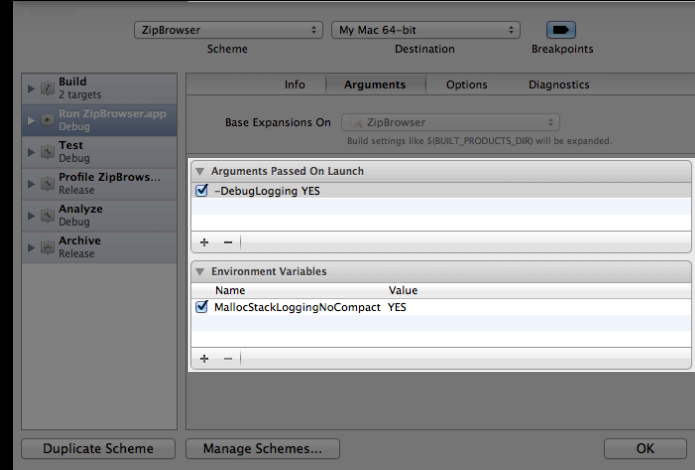 ZipBrowser
My Mac 64-bit
Scheme
Destination
Breakpoints
Build
2 targets
Run ZipBrowser.app
Debug
Test
Debug
Profile ZipBrows...
Release
Analyze
Debug
Archive
Release
Info
Arguments
Options
Diagnostics
Base Expansions On
ZipBrowser
Build settings like $(BUILT_PRODUCTS_DIR) will be expanded.
Arguments Passed On Launch
-DebugLogging YES
Environment Variables
Name Value
MallocStackLoggingNoCompact YES
Duplicate Scheme
Manage Schemes...
OK